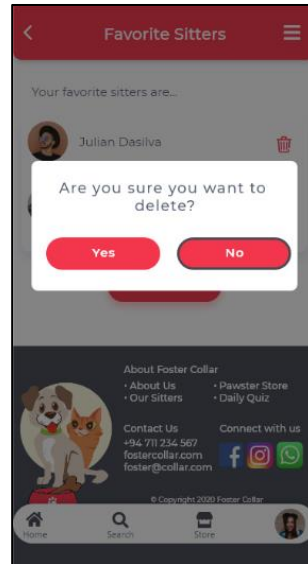 Favorite Sitters
Your favorite sitters are...
Julian Dasilva
Are you sure you want to
delete?
Yes
No
About Foster Collar
• About Us
• Pawster Store
• Our Sitters
• Daily Quiz
Contact Us
Connect with us
+94 711 234 567
fostercollar.com
foster@collar.com
© Copyright 2020 Foster Collar
Home
Search
Store